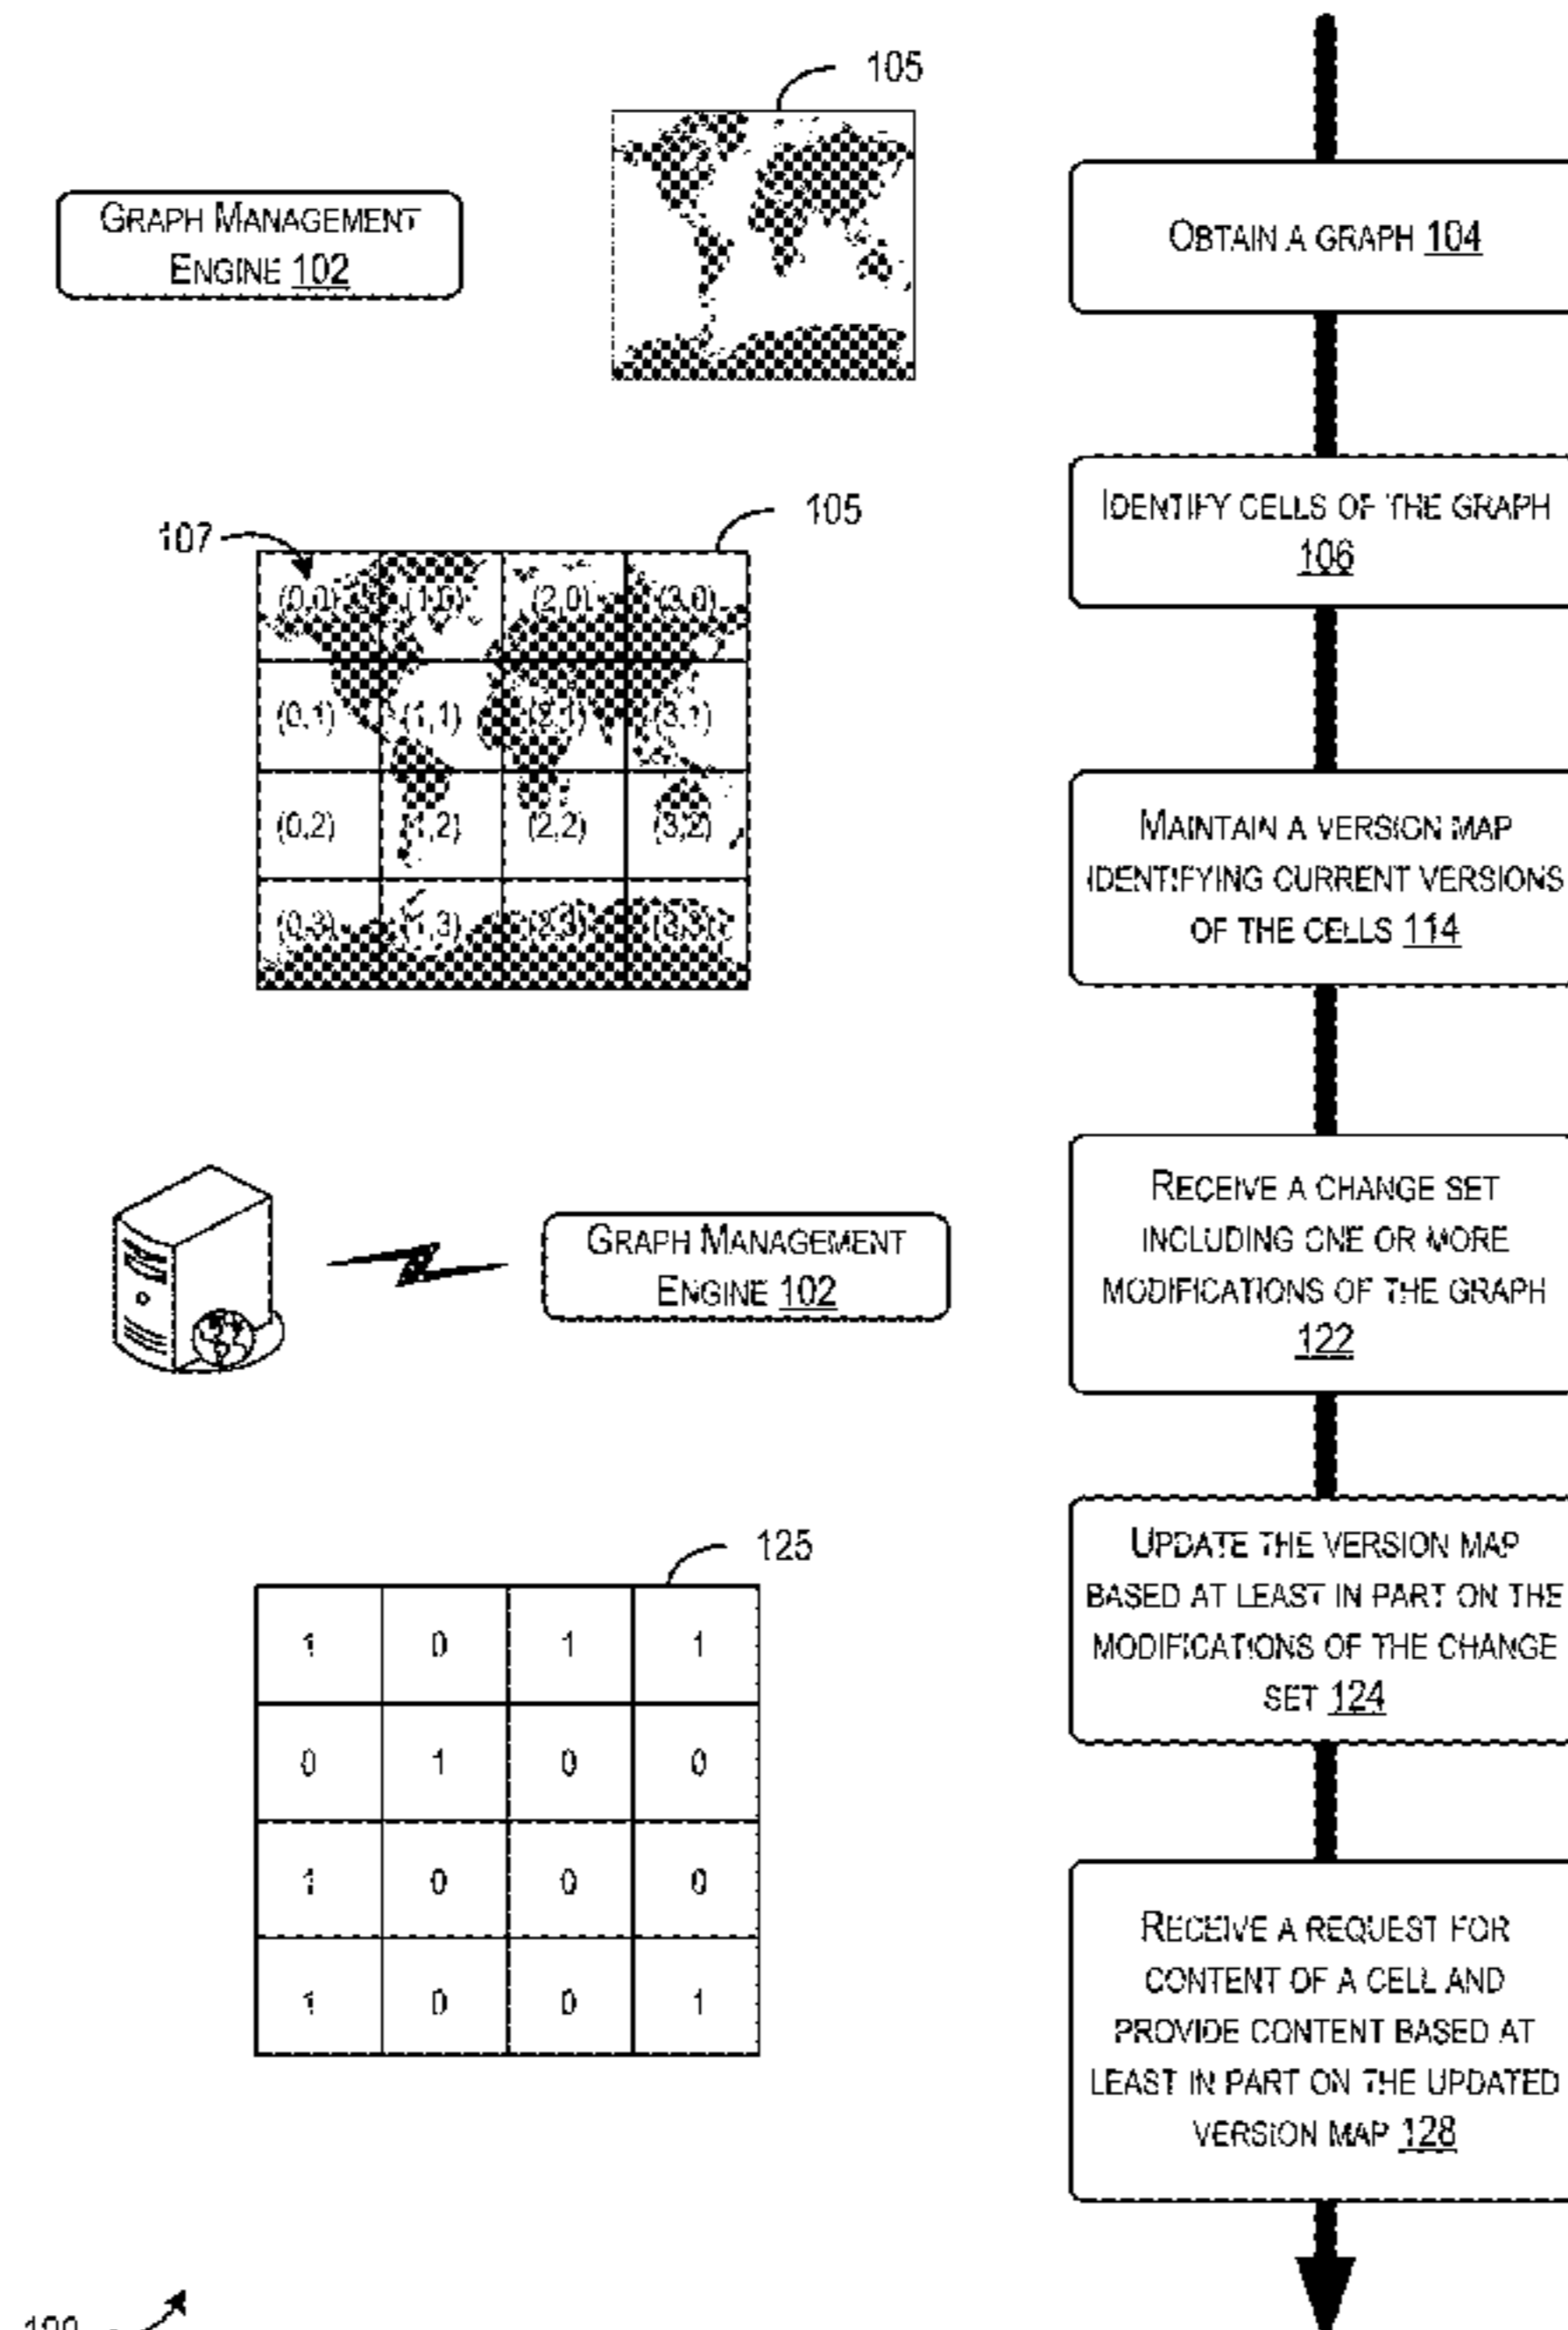 105
GRAPH MANAGEMENT
ENGINE 102
OBTAIN A GRAPH 104
105
107
(0,0) (1,0) (2,0) (3,0)
(0,1) (1,1) (2,1) (3,1)
(0,2) (1,2) (2,2) (3,2)
(0,3) (1,3) (2,3) (3,3)
IDENTIFY CELLS OF THE GRAPH
106
MAINTAIN A VERSION MAP
IDENTIFYING CURRENT VERSIONS
OF THE CELLS 114
GRAPH MANAGEMENT
ENGINE 102
RECEIVE A CHANGE SET
INCLUDING ONE OR MORE
MODIFICATIONS OF THE GRAPH
122
125
1 0 1 1
0 1 0 0
1 0 0 0
1 0 0 1
UPDATE THE VERSION MAP
BASED AT LEAST IN PART ON THE
MODIFICATIONS OF THE CHANGE
SET 124
RECEIVE A REQUEST FOR
CONTENT OF A CELL AND
PROVIDE CONTENT BASED AT
LEAST IN PART ON THE UPDATED
VERSION MAP 128